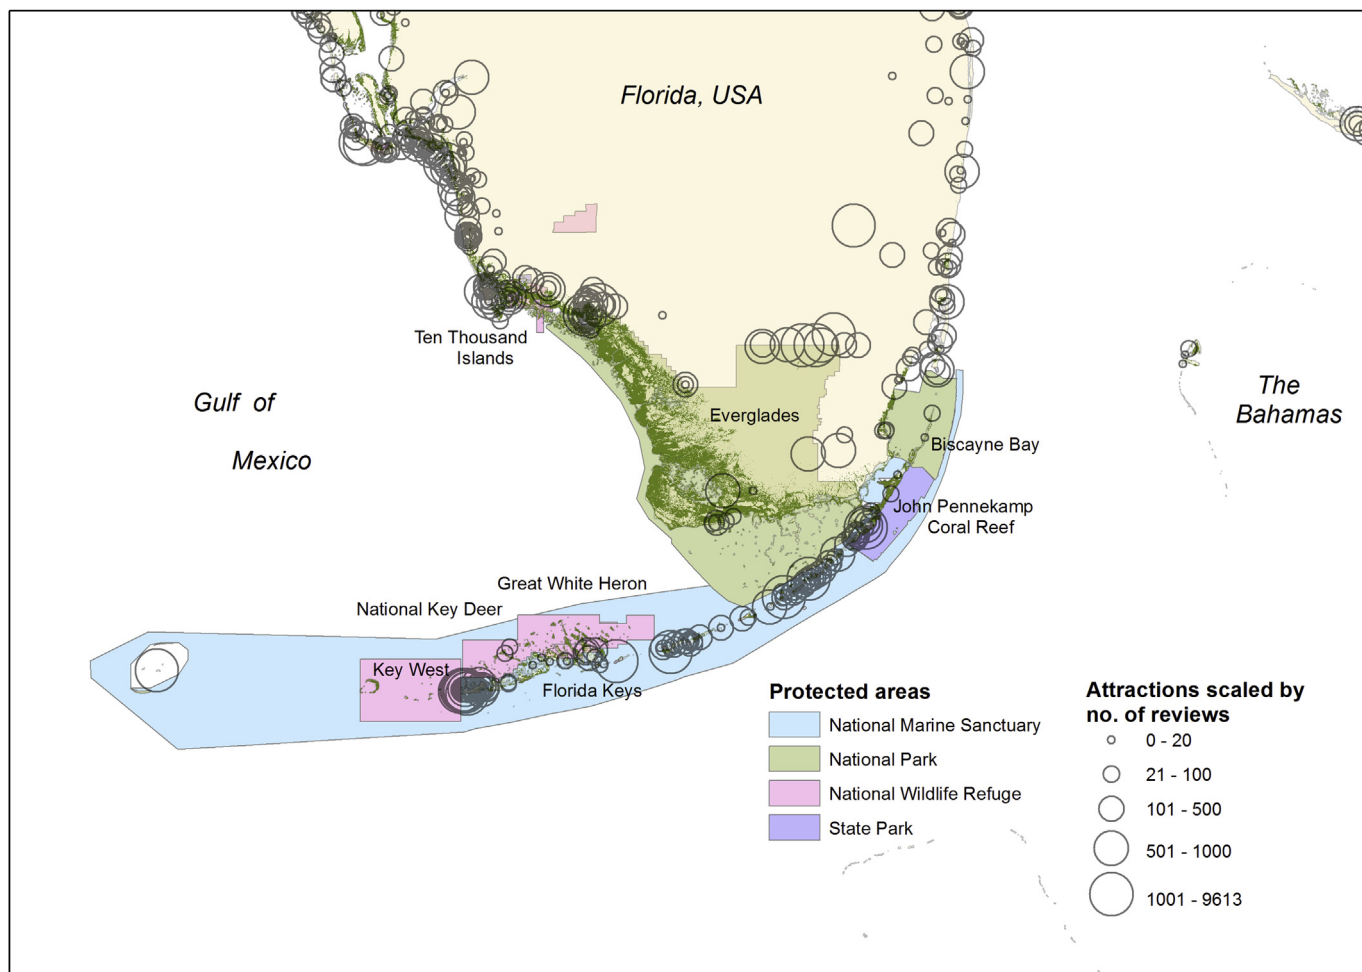 Florida, USA
Ten Thousand
Islands
Gulf of
Mexico
Everglades
The
Bahamas
Biscayne Bay
John Pennekamp
Coral Reef
Great White Heron
National Key Deer
Key West
Florida Keys
Protected areas
National Marine Sanctuary
National Park
National Wildlife Refuge
State Park
Attractions scaled by
no. of reviews
0 - 20
21 - 100
101 - 500
501 - 1000
1001 - 9613